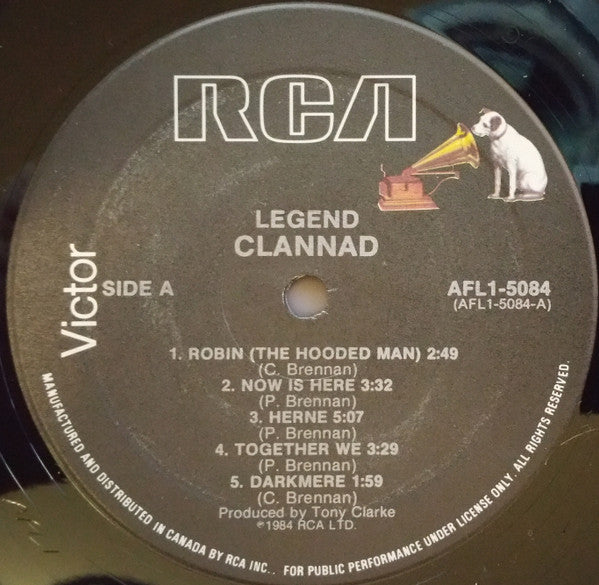 RCA
Victor
LEGEND
CLANNAD
SIDE A
AFL1-5084
(AFL1-5084-A)
1. ROBIN (THE HOODED MAN) 2:49
(C. Brennan)
2. NOW IS HERE 3:32
(P. Brennan)
3. HERNE 5:07
(P. Brennan)
4. TOGETHER WE 3:29
(P. Brennan)
5. DARKMERE 1:59
(C. Brennan)
Produced by Tony Clarke
℗1984 RCA LTD.
MANUFACTURED AND DISTRIBUTED IN CANADA BY RCA INC.. FOR PUBLIC PERFORMANCE UNDER LICENSE ONLY. ALL RIGHTS RESERVED.